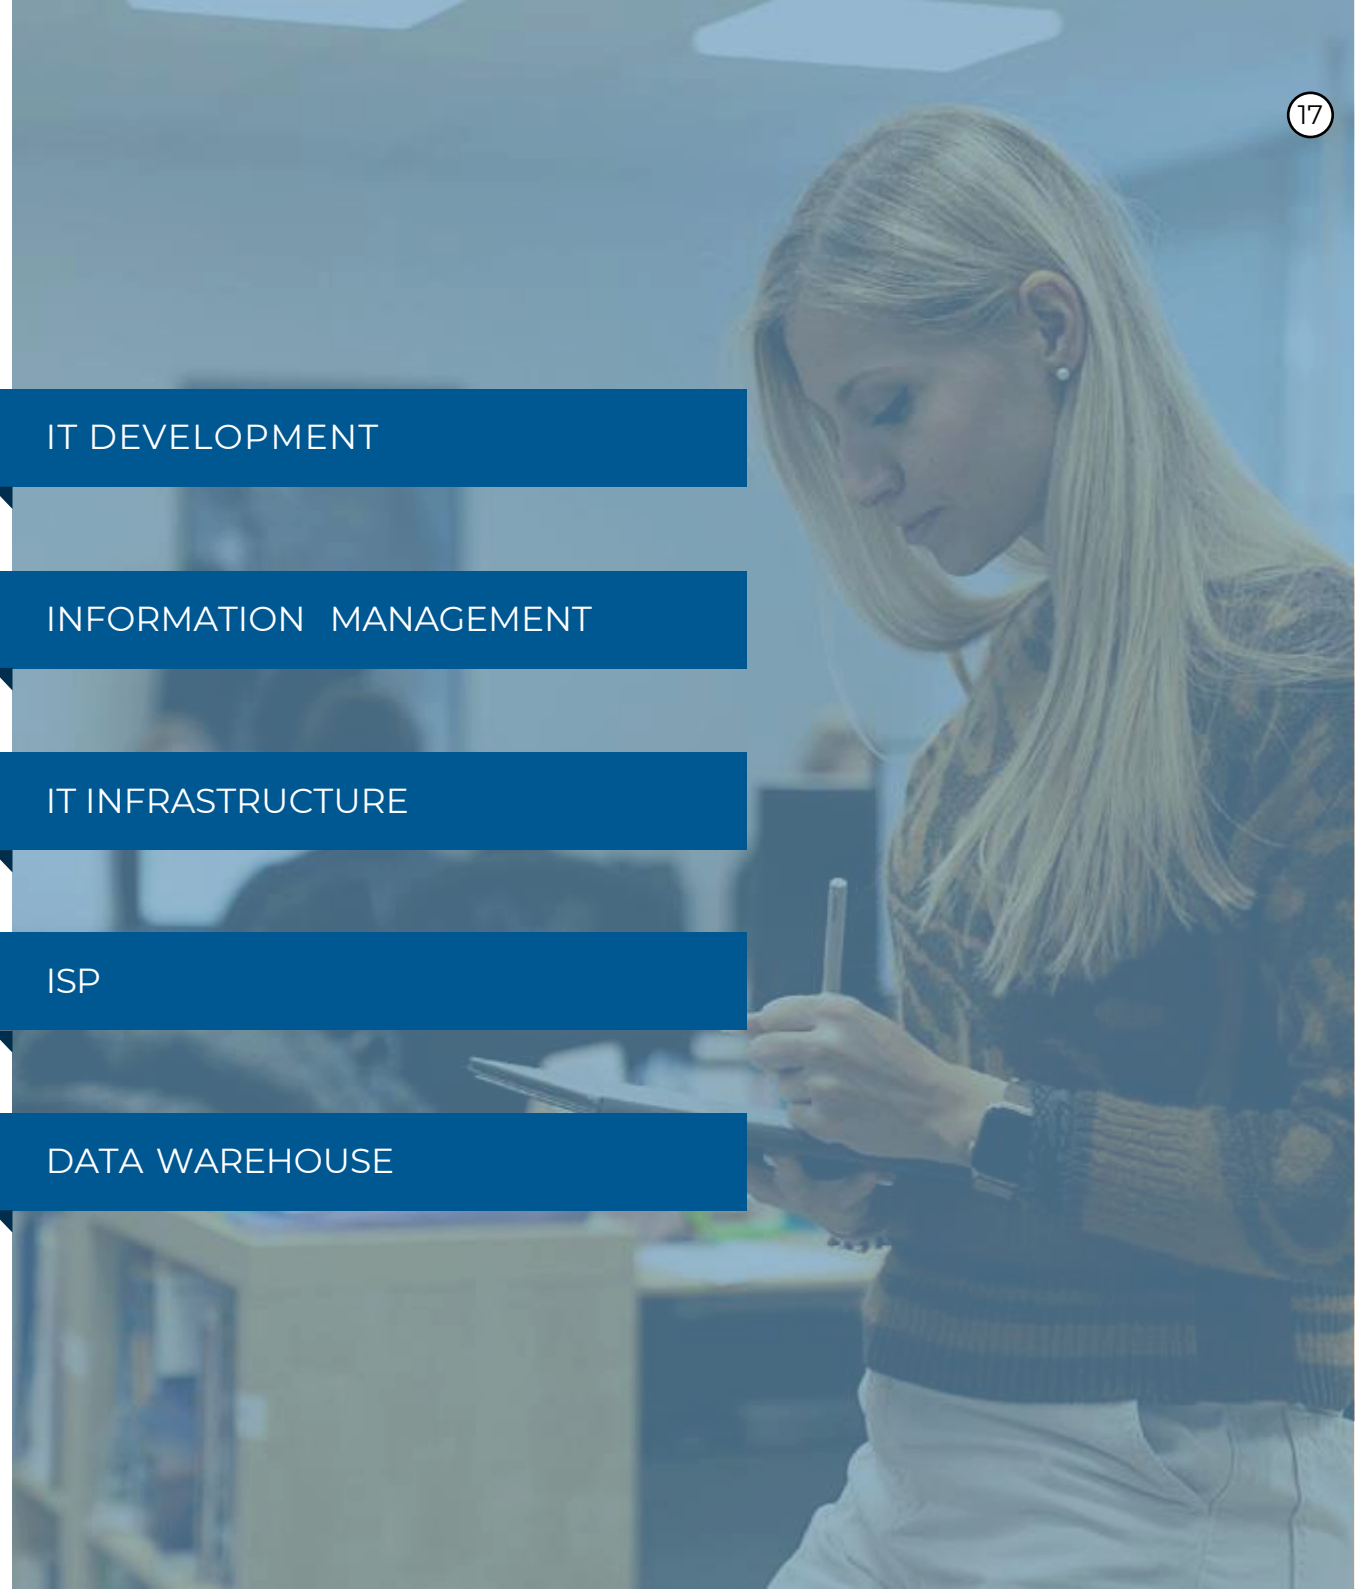 17
IT DEVELOPMENT
INFORMATION MANAGEMENT
IT INFRASTRUCTURE
ISP
DATA WAREHOUSE